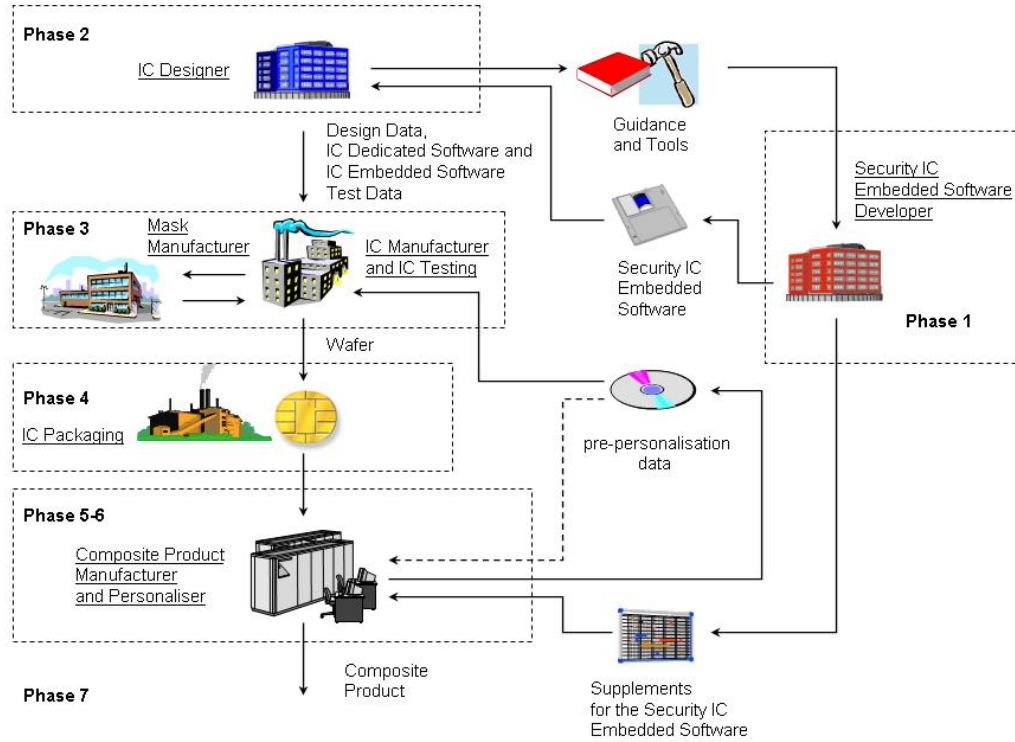 Phase 2
IC Designer
Guidance
and Tools
Design Data,
IC Dedicated Software and
IC Embedded Software
Test Data
Security IC
Embedded Software
Developer
Phase 1
Security IC
Embedded
Software
Phase 3
Mask
Manufacturer
IC Manufacturer
and IC Testing
Wafer
Phase 4
IC Packaging
pre-personalisation
data
Phase 5-6
Composite Product
Manufacturer
and Personaliser
Composite
Product
Phase 7
Supplements
for the Security IC
Embedded Software